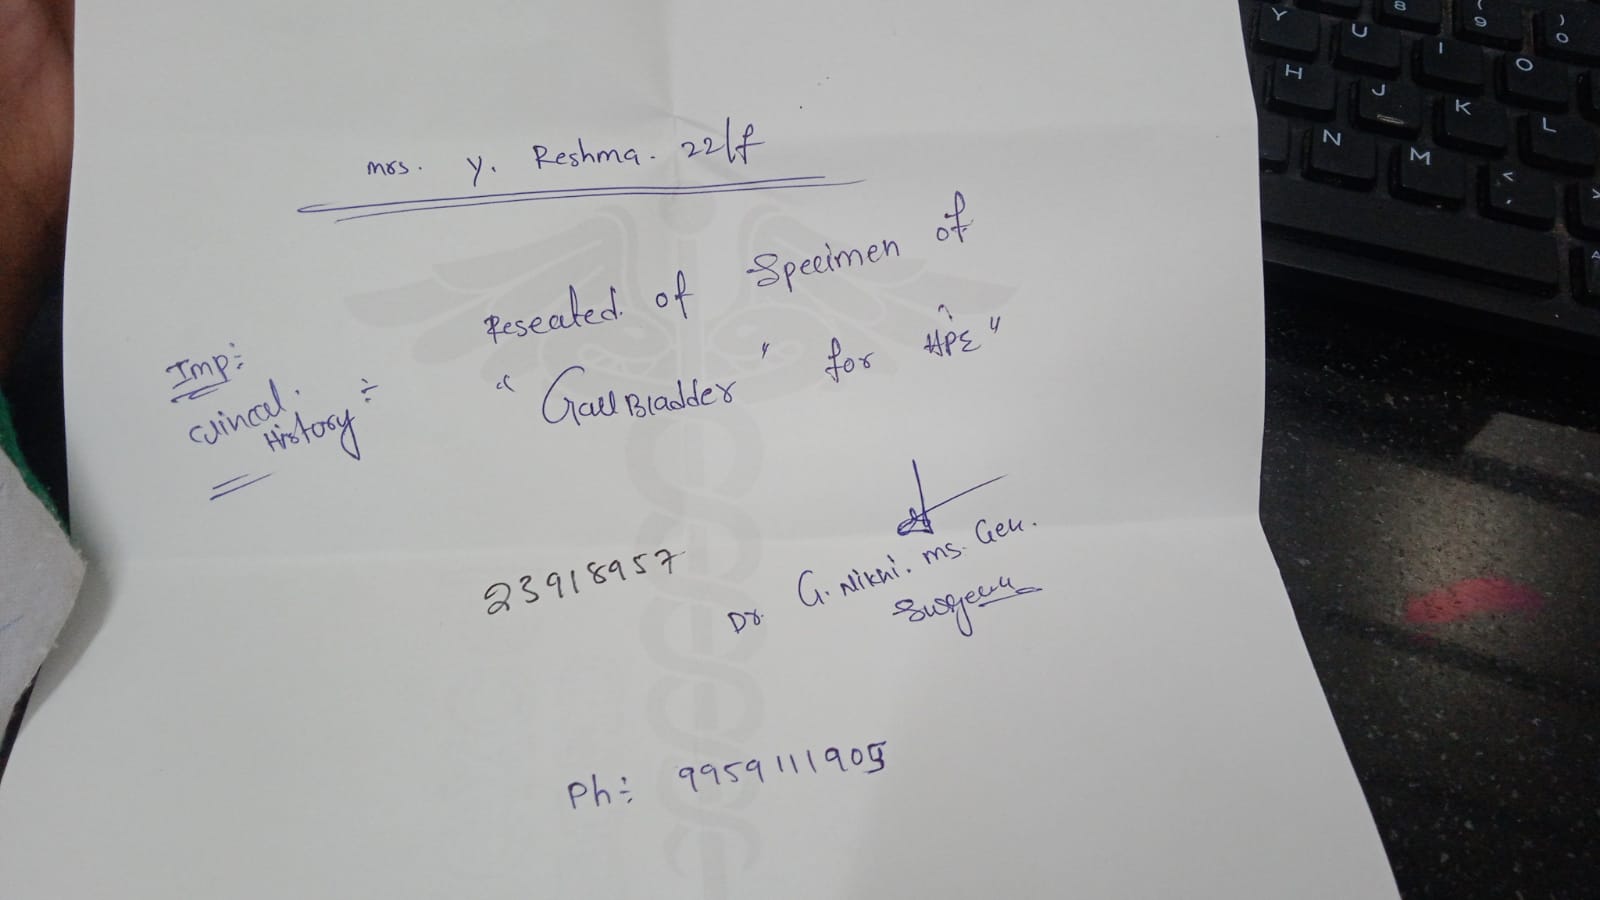 mrs. y. Reshma. 22/f
Resected. of Specimen of
Imp:
Clinical. History:
" Gall Bladder " for HPE"
23918957
Dr. G. Nikhi. ms. Gen.
Surgeon
Ph: 9959111905